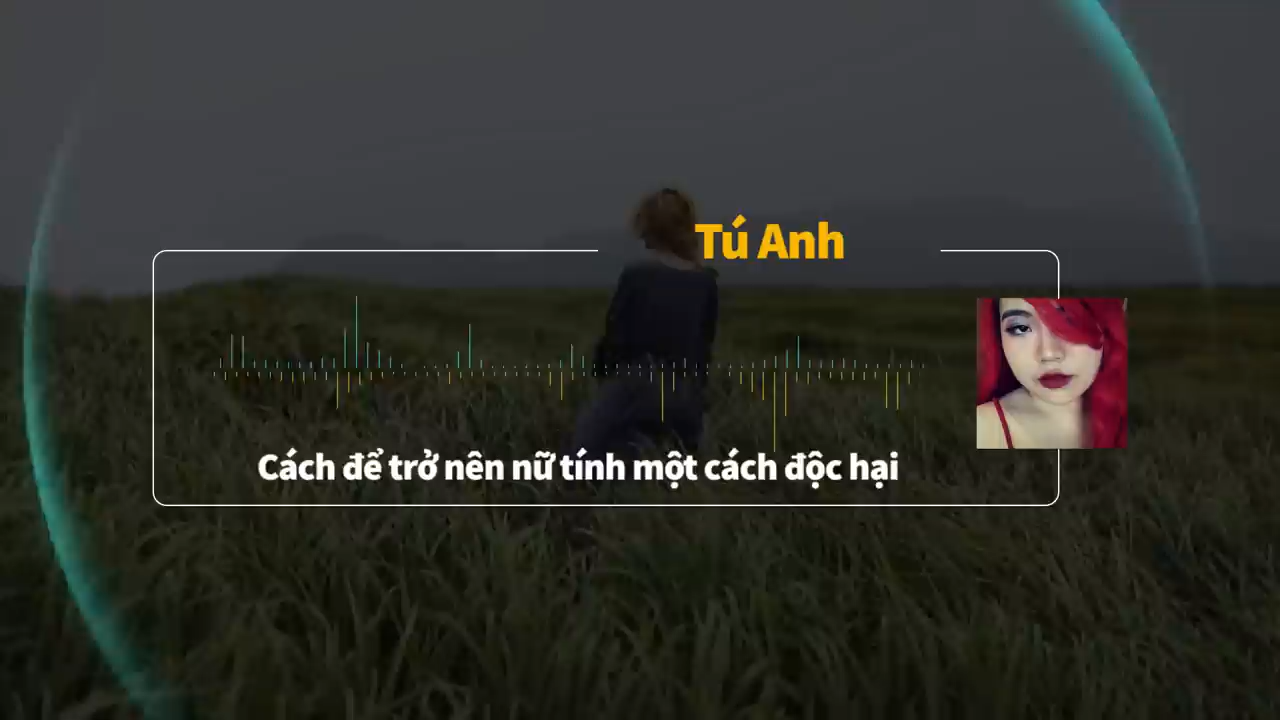 Tú Anh
Cách để trở nên nữ tính một cách độc hại